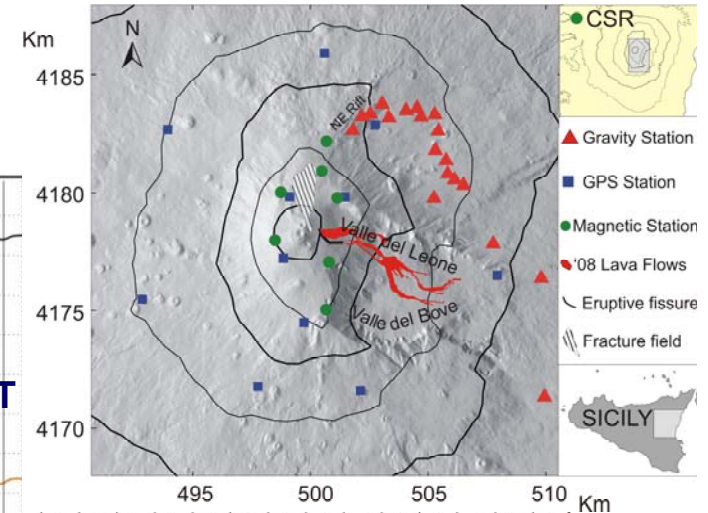 Km
N
CSR
4185
NE Rift
Gravity Station
4180
GPS Station
Valle del Leone
Magnetic Station
'08 Lava Flows
4175
Valle del Bove
Eruptive fissure
Fracture field
T
SICILY
4170
495
500
505
510
Km